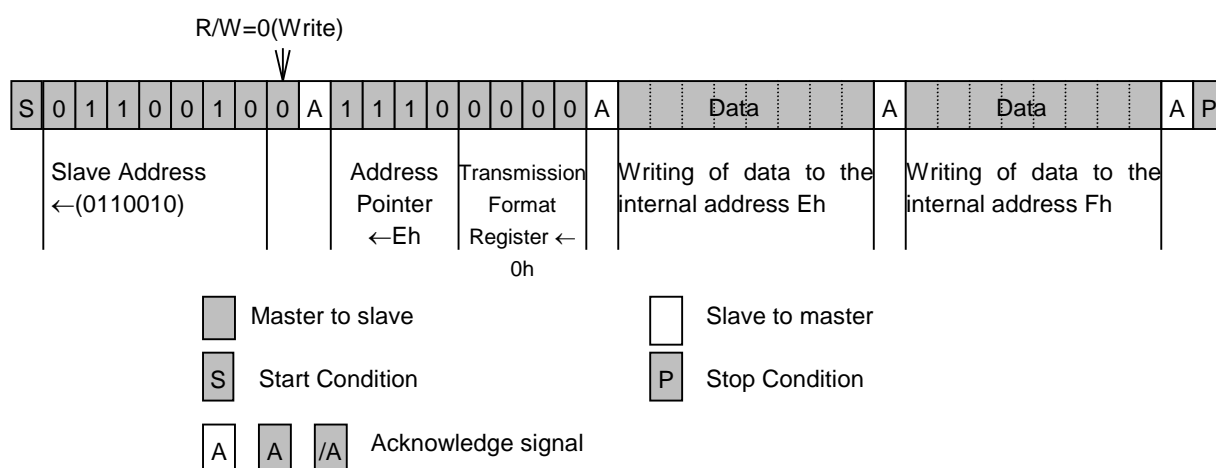 R/W=0(Write)
S 0 1 1 0 0 1 0 0 A 1 1 1 0 0 0 0 0 A Data A Data A P
Slave Address
←(0110010)
Address
Pointer
←Eh
Transmission
Format
Register ←
0h
Writing of data to the
internal address Eh
Writing of data to the
internal address Fh
Master to slave
Slave to master
S Start Condition
P Stop Condition
A A /A Acknowledge signal